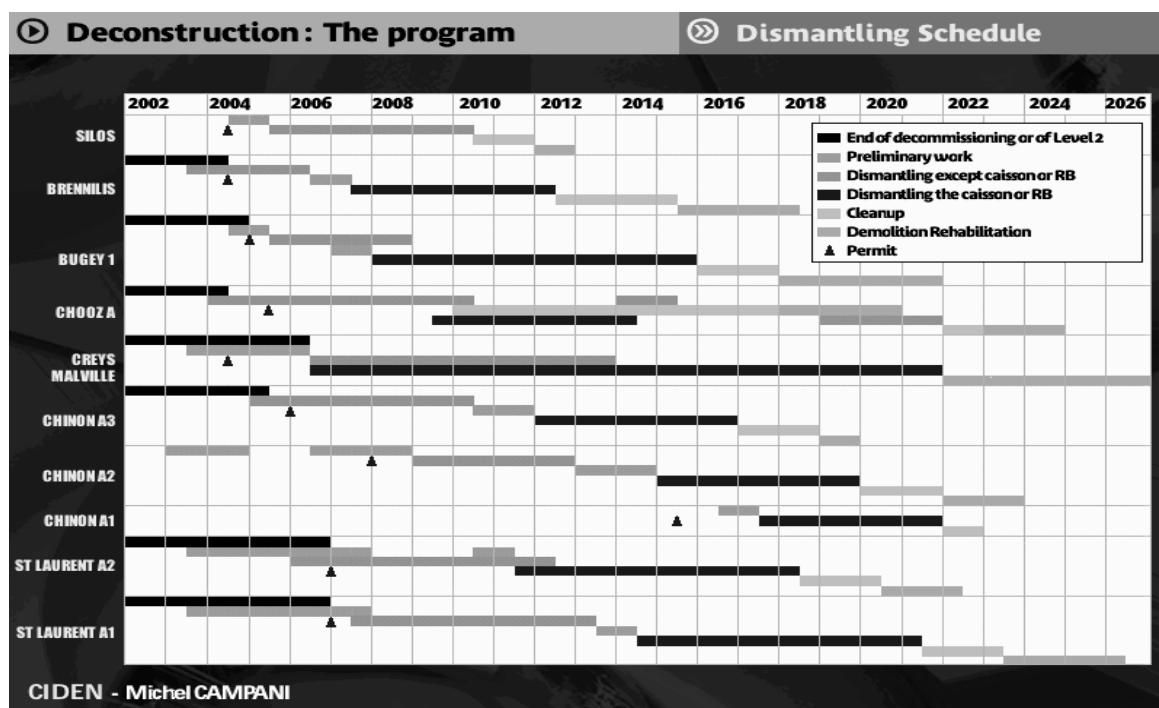 Deconstruction: The program
Dismantling Schedule
2002 2004 2006 2008 2010 2012 2014 2016 2018 2020 2022 2024 2026
SILOS
BRENNILIS
BUGEY 1
CHOOZ A
CREYS
MALVILLE
CHINON A3
CHINON A2
CHINON A1
ST LAURENT A2
ST LAURENT A1
End of decommissioning or of Level 2
Preliminary work
Dismantling except caisson or RB
Dismantling the caisson or RB
Cleanup
Demolition Rehabilitation
Permit
CIDEN - Michel CAMPANI